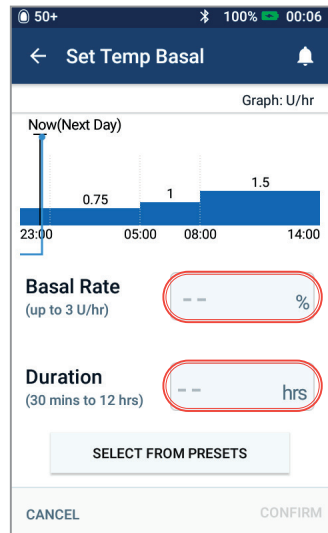 50+ 100% 00:06
Set Temp Basal
Graph: U/hr
Now(Next Day)
0.75 1 1.5
23:00 05:00 08:00 14:00
Basal Rate
(up to 3 U/hr)
-- %
Duration
(30 mins to 12 hrs)
-- hrs
SELECT FROM PRESETS
CANCEL CONFIRM